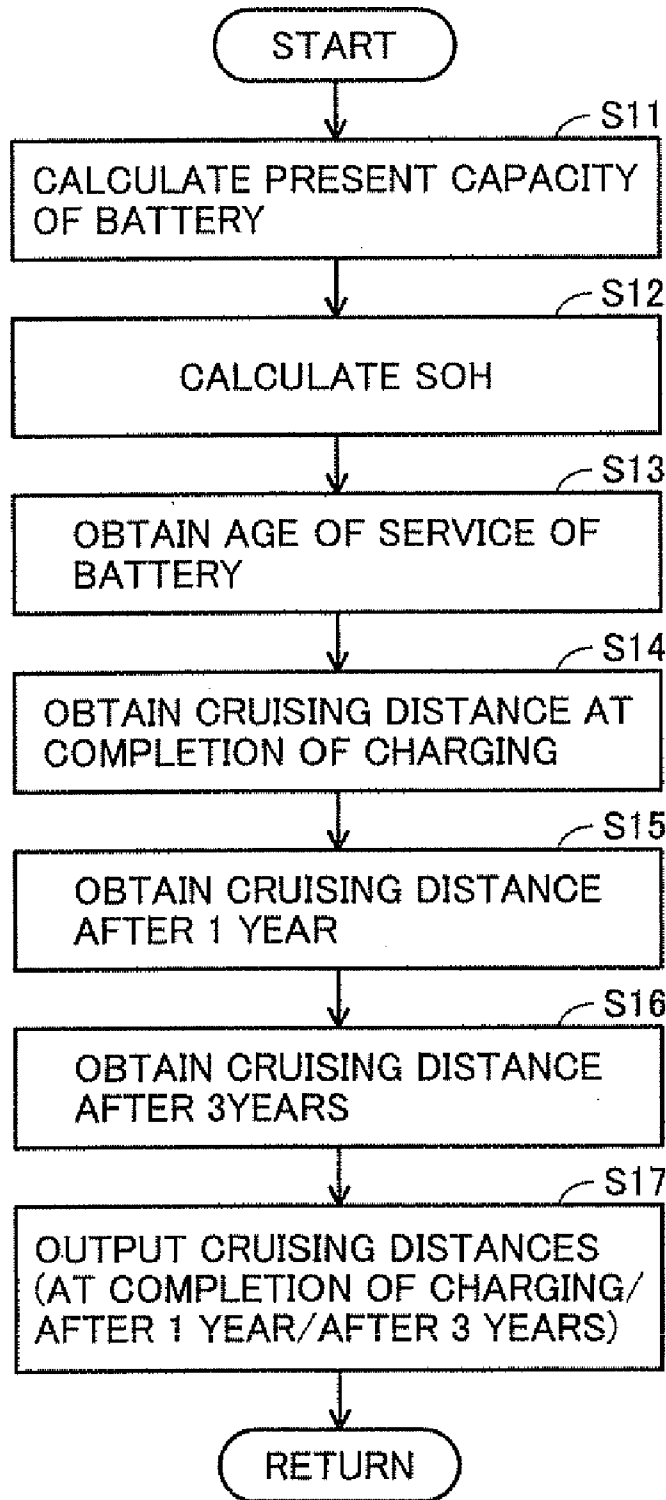 START
S11
CALCULATE PRESENT CAPACITY
OF BATTERY
S12
CALCULATE SOH
S13
OBTAIN AGE OF SERVICE OF
BATTERY
S14
OBTAIN CRUISING DISTANCE AT
COMPLETION OF CHARGING
S15
OBTAIN CRUISING DISTANCE
AFTER 1 YEAR
S16
OBTAIN CRUISING DISTANCE
AFTER 3YEARS
S17
OUTPUT CRUISING DISTANCES
(AT COMPLETION OF CHARGING/
AFTER 1 YEAR/AFTER 3 YEARS)
RETURN